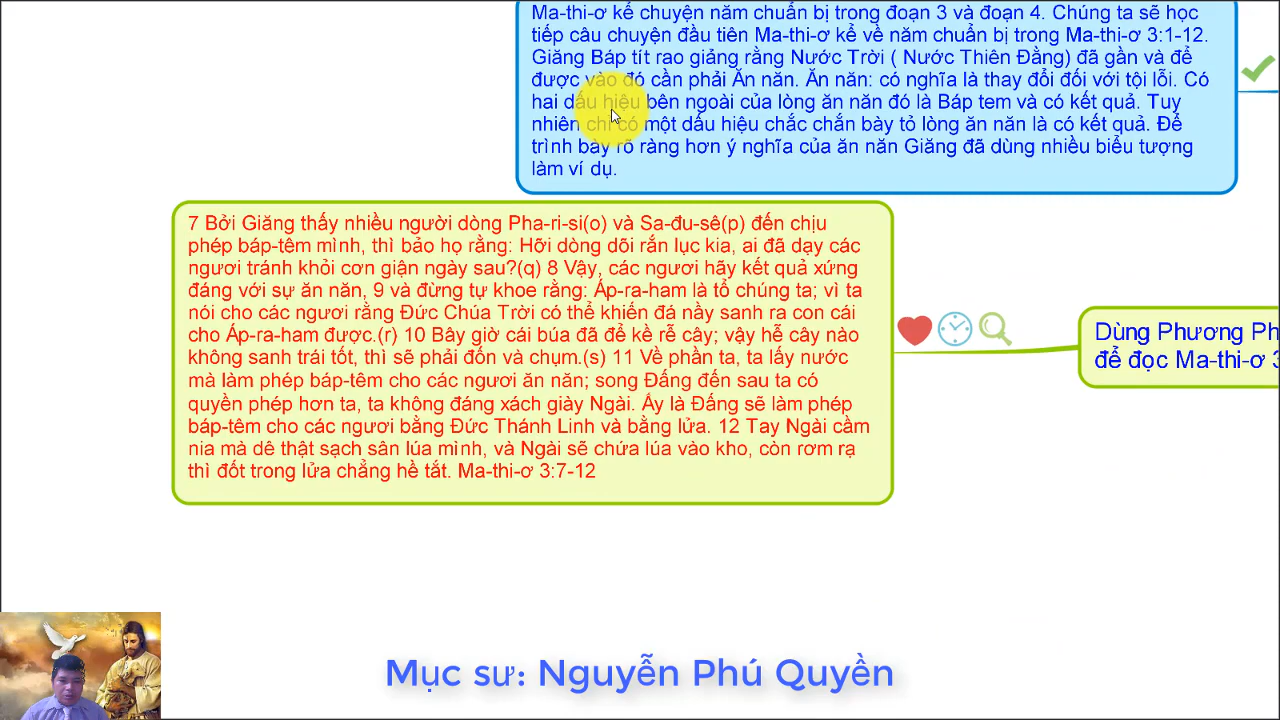 Ma-thi-ơ kể chuyện năm chuẩn bị trong đoạn 3 và đoạn 4. Chúng ta sẽ học
tiếp câu chuyện đầu tiên Ma-thi-ơ kể về năm chuẩn bị trong Ma-thi-ơ 3:1-12.
Giăng Báp tít rao giảng rằng Nước Trời ( Nước Thiên Đằng) đã gần và để
được vào đó cần phải Ăn năn. Ăn năn: có nghĩa là thay đổi đối với tội lỗi. Có
hai dấu hiệu bên ngoài của lòng ăn năn đó là Báp tem và có kết quả. Tuy
nhiên chỉ có một dấu hiệu chắc chắn bày tỏ lòng ăn năn là có kết quả. Để
trình bày rõ ràng hơn ý nghĩa của ăn năn Giăng đã dùng nhiều biểu tượng
làm ví dụ.
7 Bởi Giăng thấy nhiều người dòng Pha-ri-si(o) và Sa-đu-sê(p) đến chịu
phép báp-têm mình, thì bảo họ rằng: Hỡi dòng dõi rắn lục kia, ai đã dạy các
ngươi tránh khỏi cơn giận ngày sau?(q) 8 Vậy, các ngươi hãy kết quả xứng
đáng với sự ăn năn, 9 và đừng tự khoe rằng: Áp-ra-ham là tổ chúng ta; vì ta
nói cho các ngươi rằng Đức Chúa Trời có thể khiến đá nầy sanh ra con cái
cho Áp-ra-ham được.(r) 10 Bây giờ cái búa đã để kề rễ cây; vậy hễ cây nào
không sanh trái tốt, thì sẽ phải đốn và chụm.(s) 11 Về phần ta, ta lấy nước
mà làm phép báp-têm cho các ngươi ăn năn; song Đấng đến sau ta có
quyền phép hơn ta, ta không đáng xách giày Ngài. Ấy là Đấng sẽ làm phép
báp-têm cho các ngươi bằng Đức Thánh Linh và bằng lửa. 12 Tay Ngài cầm
nia mà dê thật sạch sân lúa mình, và Ngài sẽ chứa lúa vào kho, còn rơm rạ
thì đốt trong lửa chẳng hề tắt. Ma-thi-ơ 3:7-12
Dùng Phương Ph
để đọc Ma-thi-ơ 3
Mục sư: Nguyễn Phú Quyền